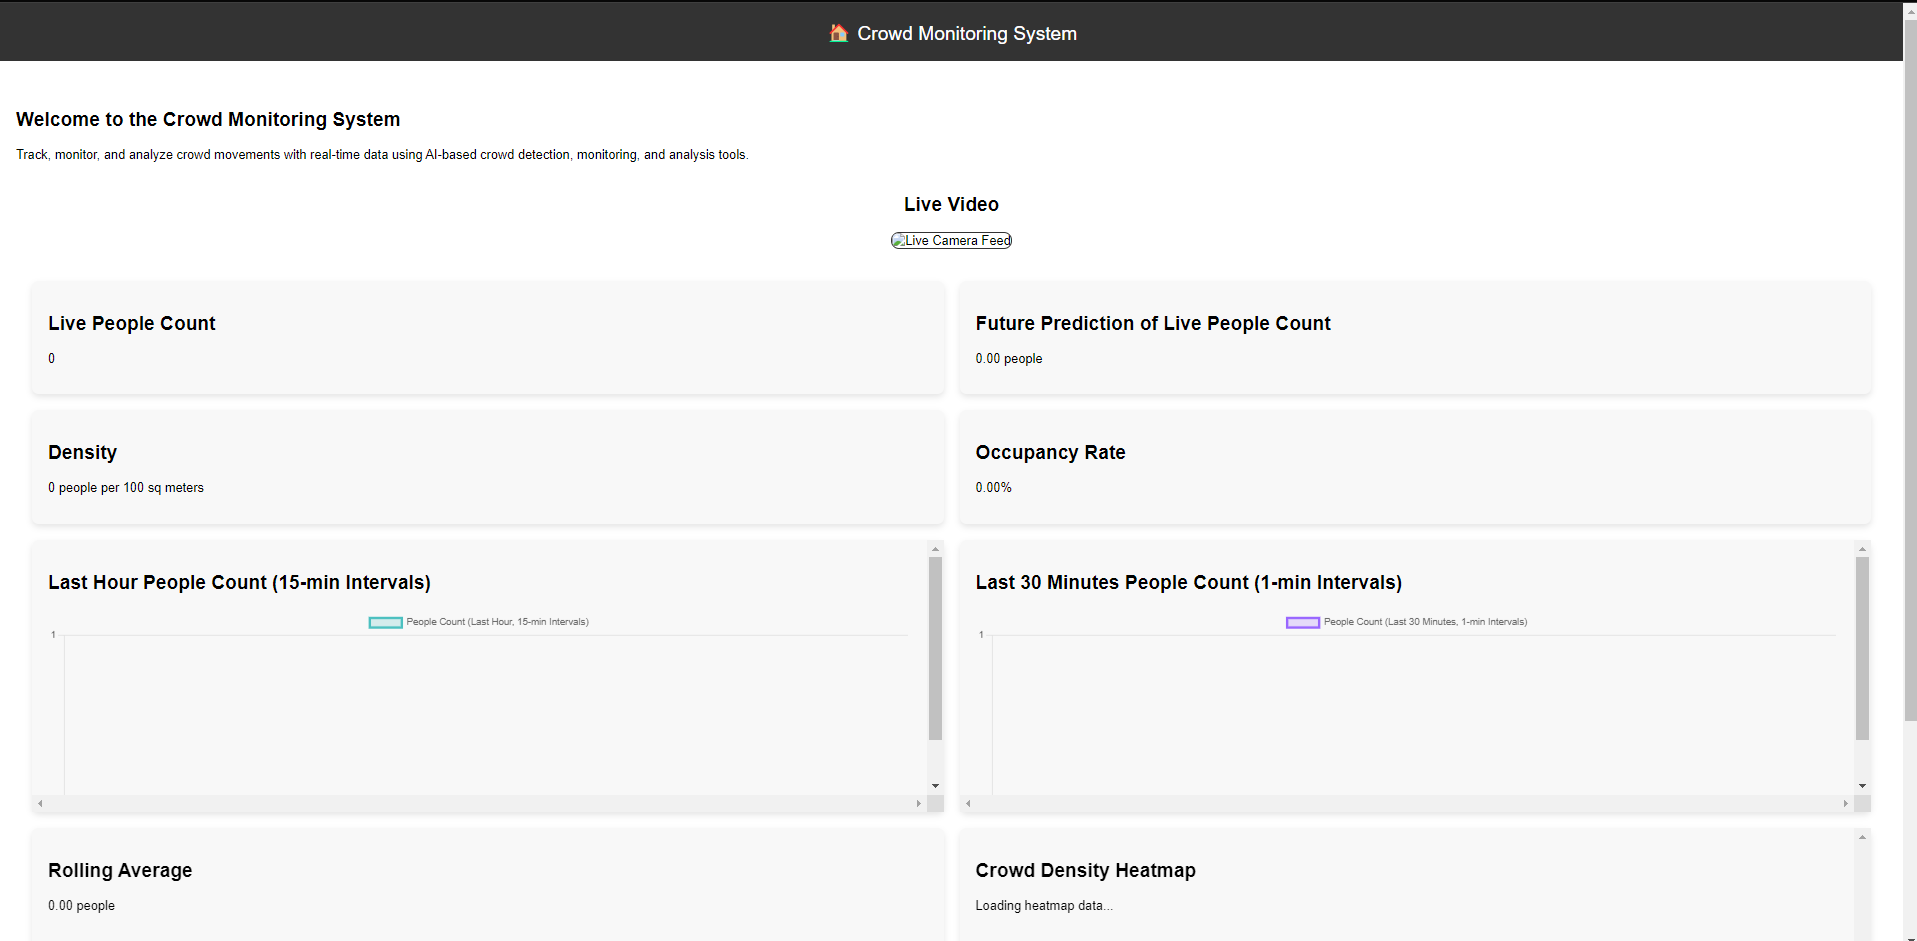 Crowd Monitoring System
Welcome to the Crowd Monitoring System
Track, monitor, and analyze crowd movements with real-time data using AI-based crowd detection, monitoring, and analysis tools.
Live Video
Live Camera Feed
Live People Count
0
Future Prediction of Live People Count
0.00 people
Density
0 people per 100 sq meters
Occupancy Rate
0.00%
Last Hour People Count (15-min Intervals)
People Count (Last Hour, 15-min Intervals)
1
Last 30 Minutes People Count (1-min Intervals)
People Count (Last 30 Minutes, 1-min Intervals)
1
Rolling Average
0.00 people
Crowd Density Heatmap
Loading heatmap data...